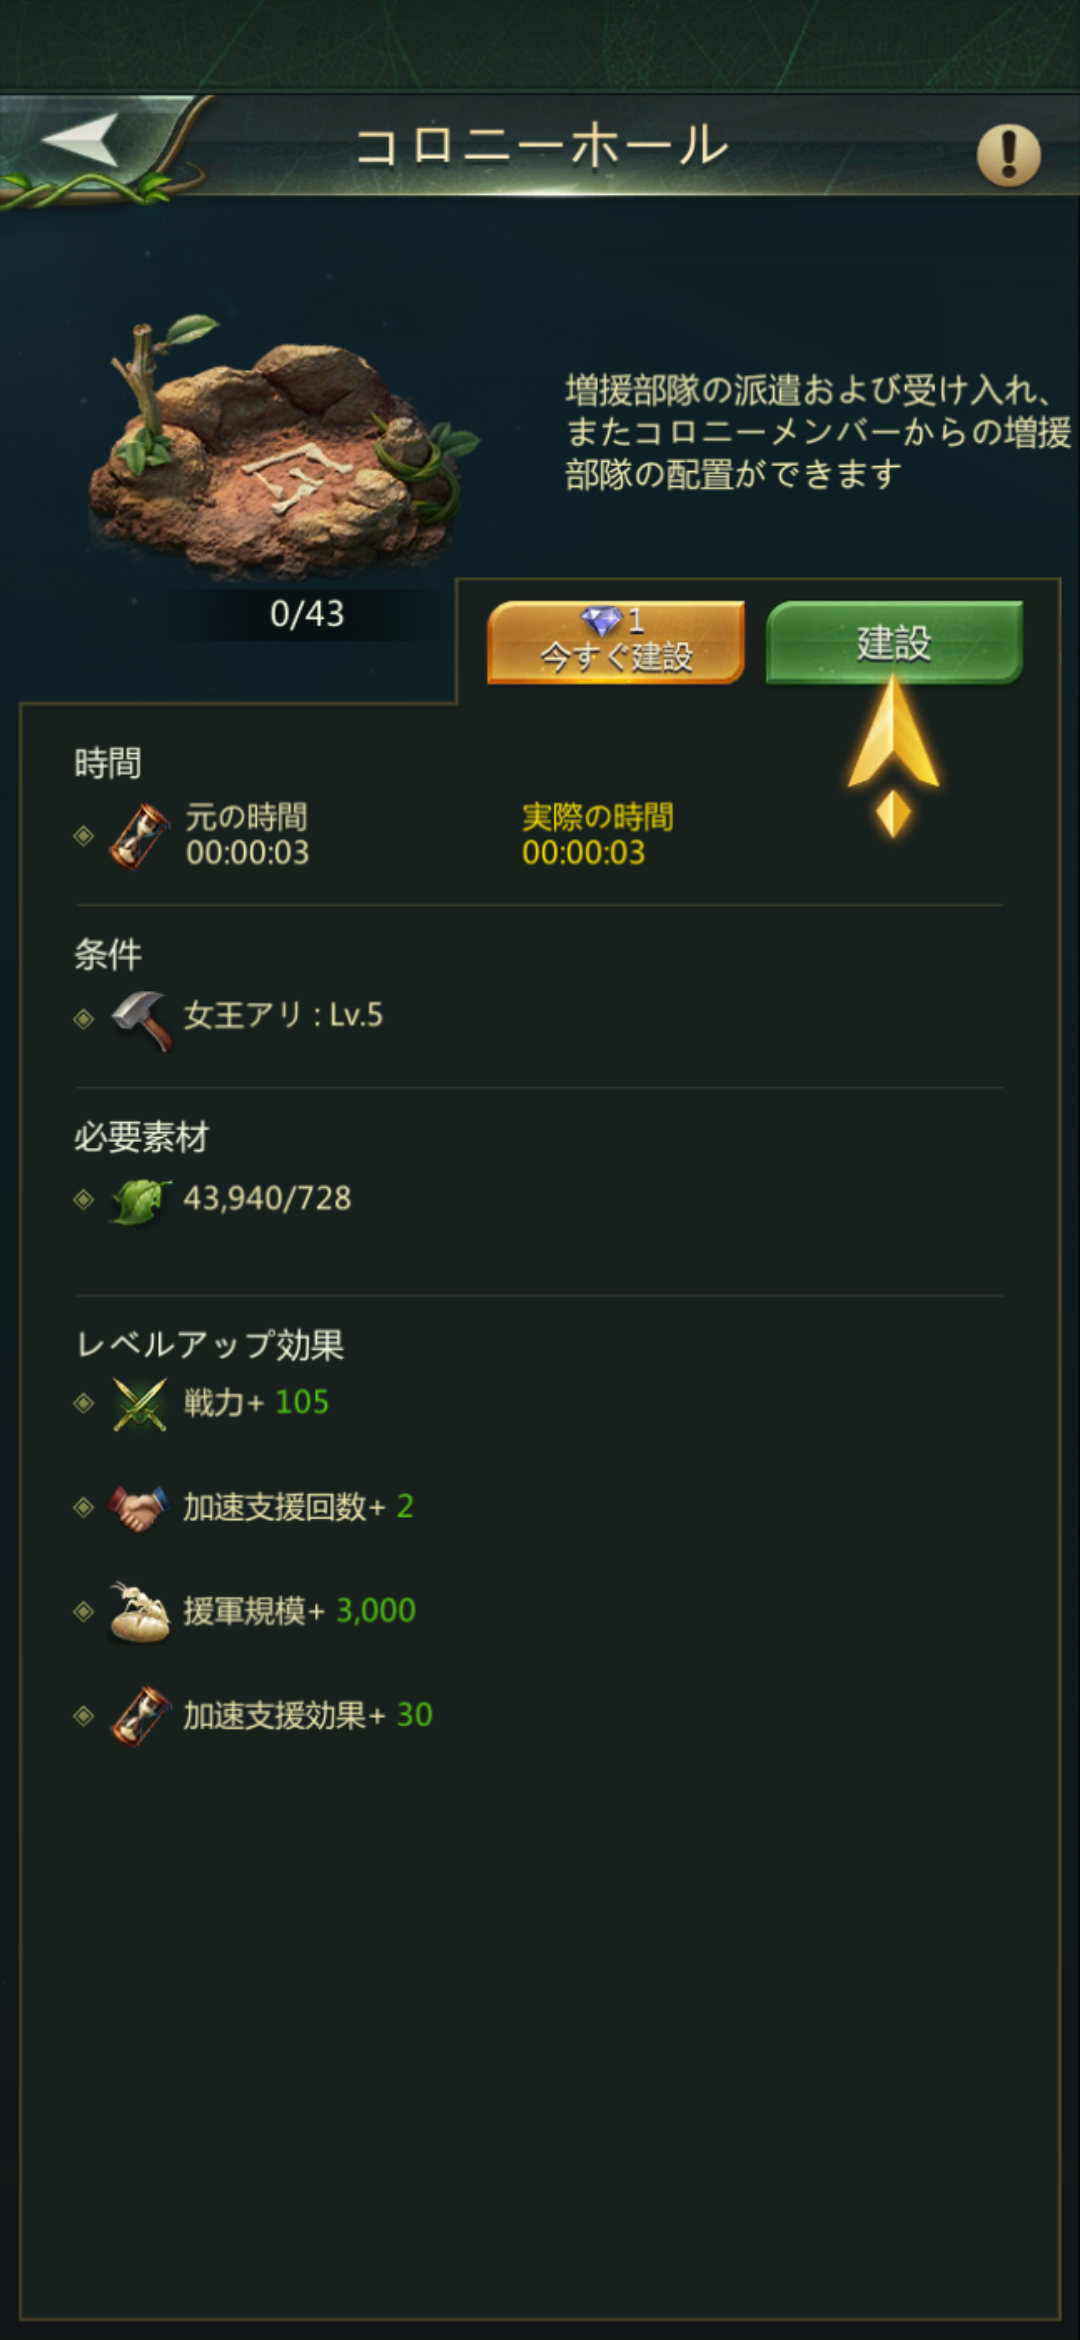 コロニーホール
増援部隊の派遣および受け入れ、
またコロニーメンバーからの増援
部隊の配置ができます
0/43
1
今すぐ建設
建設
時間
元の時間
実際の時間
00:00:03
00:00:03
条件
女王アリ : Lv.5
必要素材
43,940/728
レベルアップ効果
戦力+ 105
加速支援回数+ 2
援軍規模+ 3,000
加速支援効果+ 30